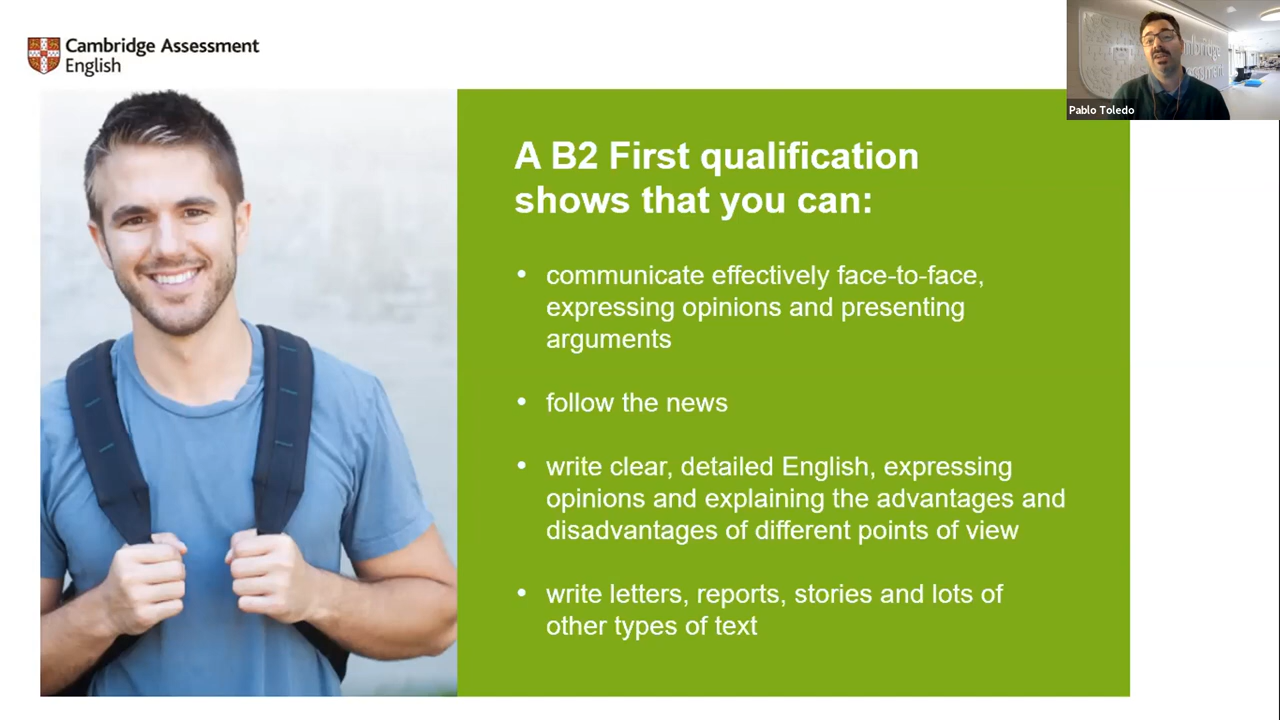 Cambridge Assessment
English
Pablo Toledo
A B2 First qualification
shows that you can:
• communicate effectively face-to-face,
expressing opinions and presenting
arguments
• follow the news
• write clear, detailed English, expressing
opinions and explaining the advantages and
disadvantages of different points of view
• write letters, reports, stories and lots of
other types of text